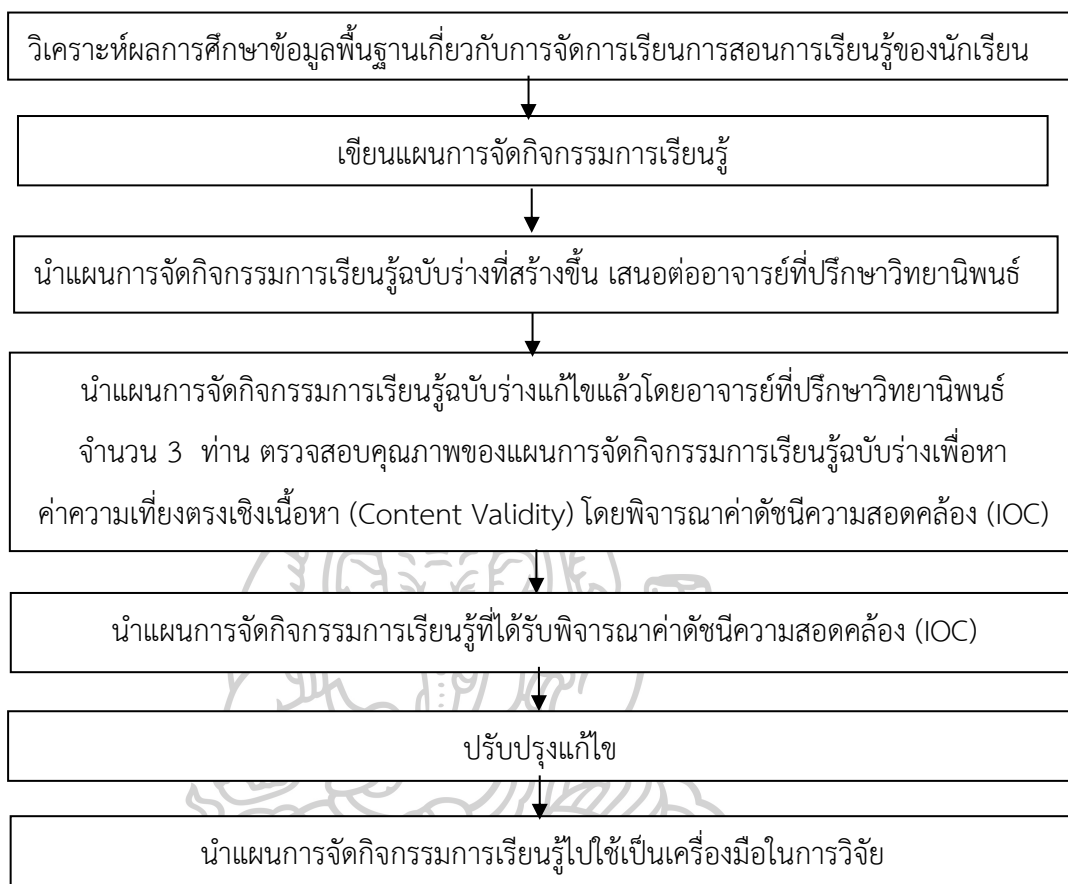 วิเคราะห์ผลการศึกษาข้อมูลพื้นฐานเกี่ยวกับการจัดการเรียนการสอนการเรียนรู้ของนักเรียน
เขียนแผนการจัดกิจกรรมการเรียนรู้
นำแผนการจัดกิจกรรมการเรียนรู้ฉบับร่างที่สร้างขึ้น เสนอต่ออาจารย์ที่ปรึกษาวิทยานิพนธ์
นำแผนการจัดกิจกรรมการเรียนรู้ฉบับร่างแก้ไขแล้วโดยอาจารย์ที่ปรึกษาวิทยานิพนธ์
จำนวน 3 ท่าน ตรวจสอบคุณภาพของแผนการจัดกิจกรรมการเรียนรู้ฉบับร่างเพื่อหา
ค่าความเที่ยงตรงเชิงเนื้อหา (Content Validity) โดยพิจารณาค่าดัชนีความสอดคล้อง (IOC)
นำแผนการจัดกิจกรรมการเรียนรู้ที่ได้รับพิจารณาค่าดัชนีความสอดคล้อง (IOC)
ปรับปรุงแก้ไข
นำแผนการจัดกิจกรรมการเรียนรู้ไปใช้เป็นเครื่องมือในการวิจัย